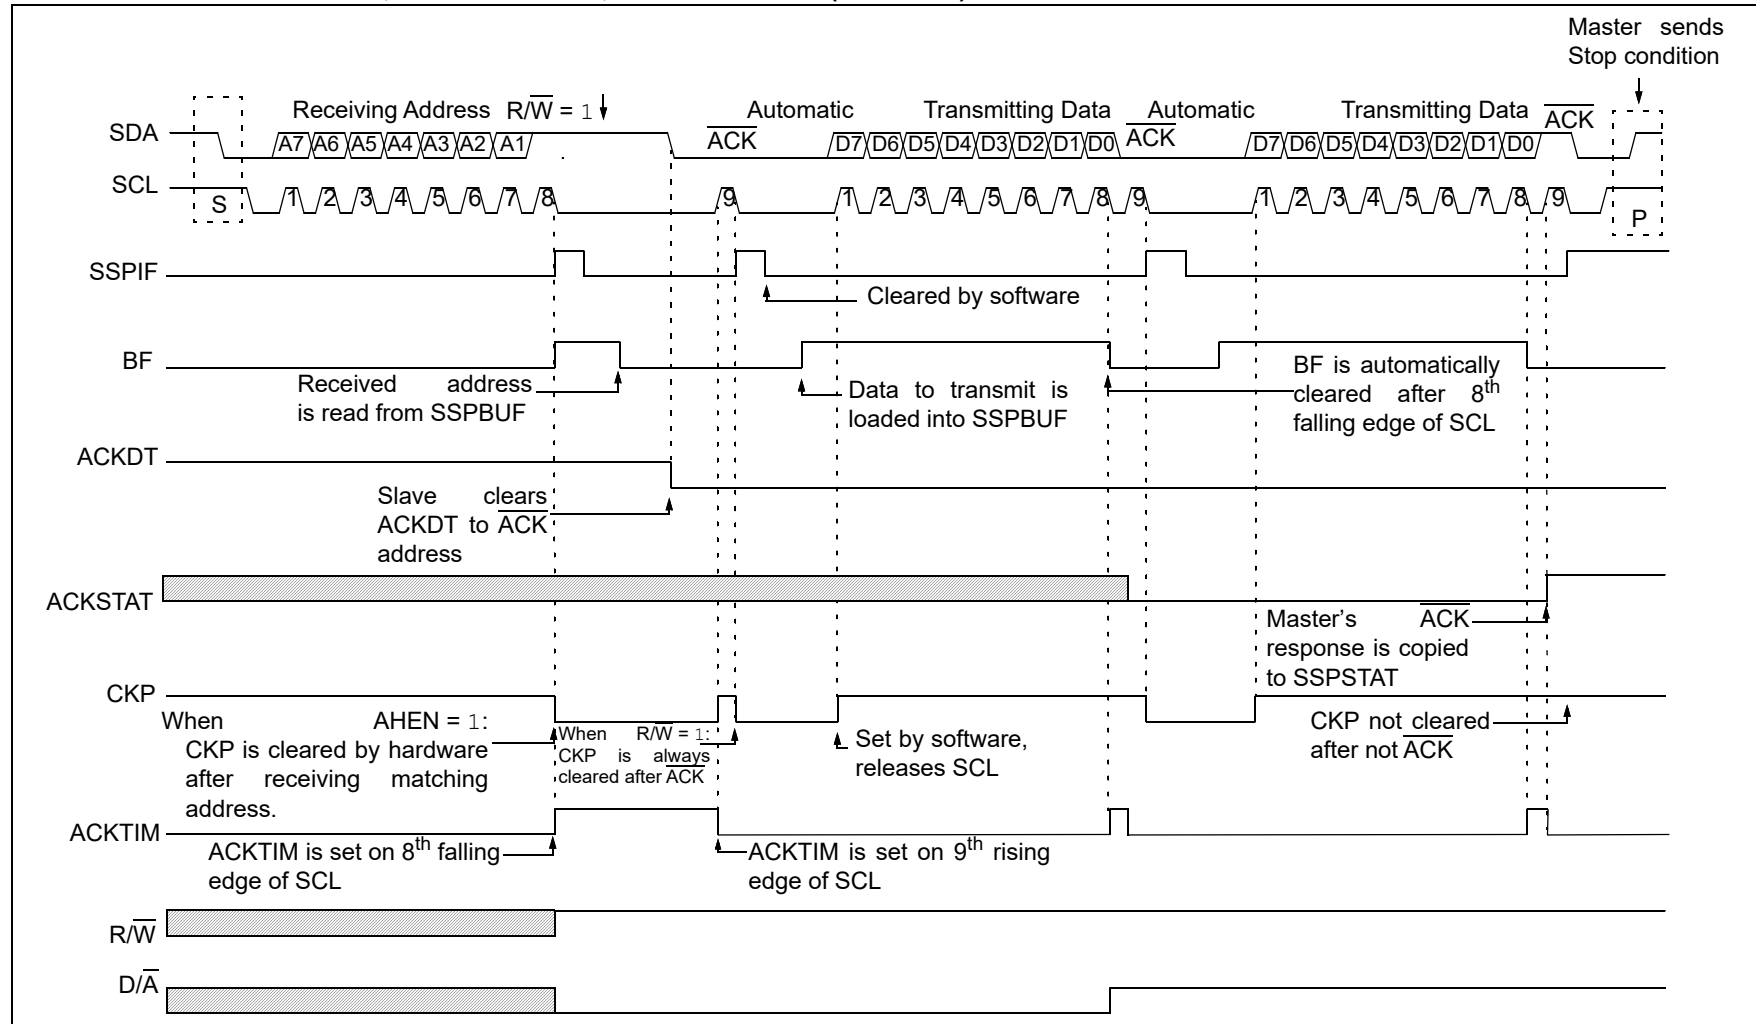 Master sends
Stop condition
Receiving Address R/W̅ = 1
Automatic
Transmitting Data
Automatic
Transmitting Data
A̅C̅K̅
SDA
A7 A6 A5 A4 A3 A2 A1
A̅C̅K̅
D7 D6 D5 D4 D3 D2 D1 D0
A̅C̅K̅
D7 D6 D5 D4 D3 D2 D1 D0
SCL
S
1 2 3 4 5 6 7 8
9
1 2 3 4 5 6 7 8 9
1 2 3 4 5 6 7 8 9
P
SSPIF
Cleared by software
BF
Received address
is read from SSPBUF
Data to transmit is
loaded into SSPBUF
BF is automatically
cleared after 8th
falling edge of SCL
ACKDT
Slave clears
ACKDT to A̅C̅K̅
address
ACKSTAT
Master’s A̅C̅K̅
response is copied
to SSPSTAT
CKP
When AHEN = 1:
CKP is cleared by hardware
after receiving matching
address.
When R/W̅ = 1:
CKP is always
cleared after A̅C̅K̅
Set by software,
releases SCL
CKP not cleared
after not A̅C̅K̅
ACKTIM
ACKTIM is set on 8th falling
edge of SCL
ACKTIM is set on 9th rising
edge of SCL
R/W̅
D/A̅